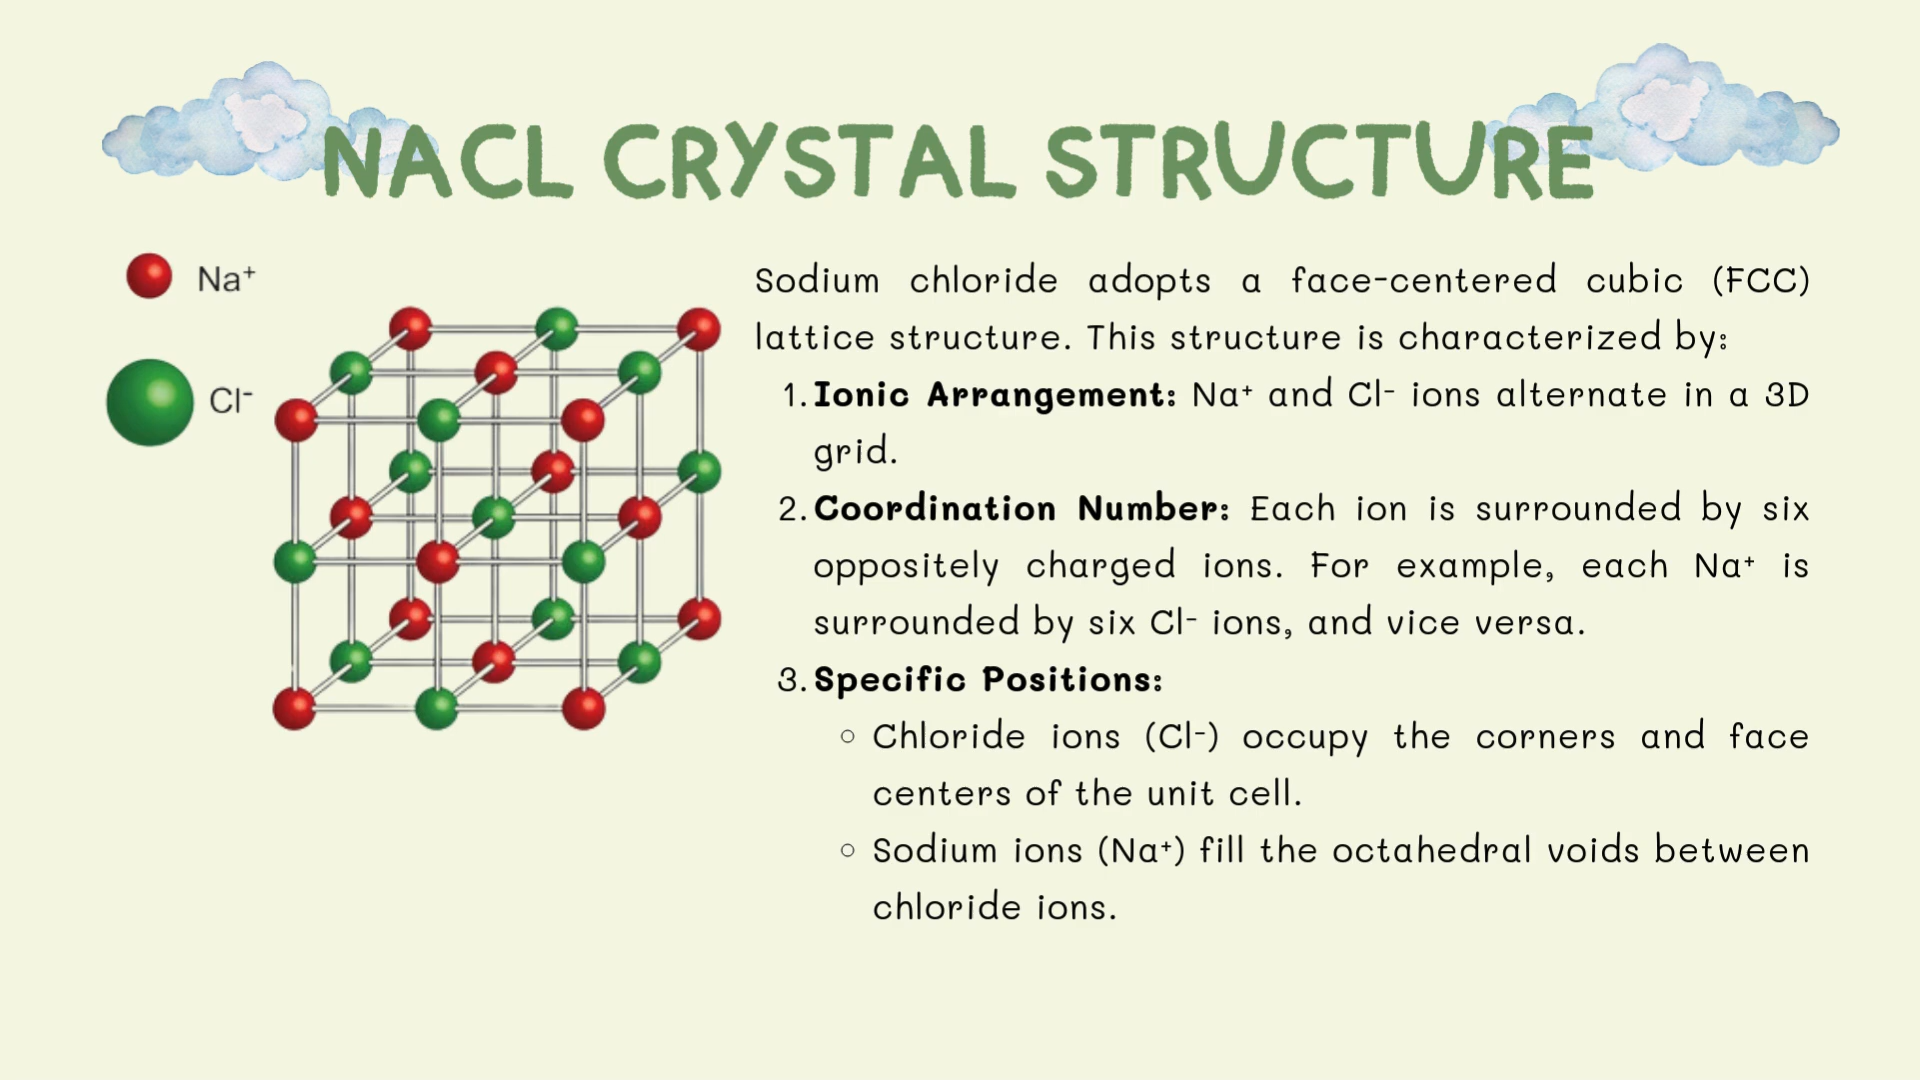 NACL CRYSTAL STRUCTURE
Na⁺
Cl⁻
Sodium chloride adopts a face-centered cubic (FCC)
lattice structure. This structure is characterized by:
1. Ionic Arrangement: Na⁺ and Cl⁻ ions alternate in a 3D
grid.
2. Coordination Number: Each ion is surrounded by six
oppositely charged ions. For example, each Na⁺ is
surrounded by six Cl⁻ ions, and vice versa.
3. Specific Positions:
○ Chloride ions (Cl⁻) occupy the corners and face
centers of the unit cell.
○ Sodium ions (Na⁺) fill the octahedral voids between
chloride ions.